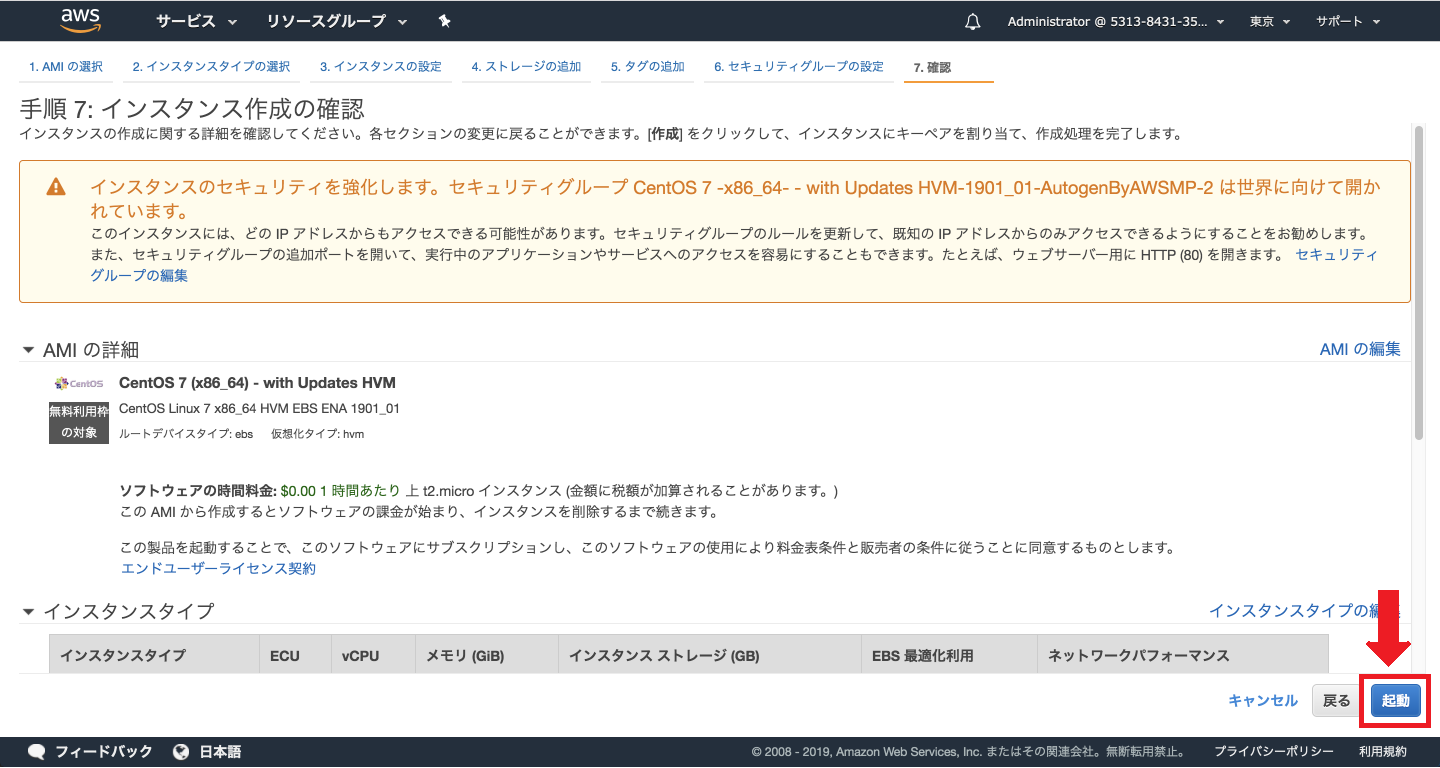 aws サービス リソースグループ Administrator @ 5313-8431-35... 東京 サポート
1. AMI の選択 2. インスタンスタイプの選択 3. インスタンスの設定 4. ストレージの追加 5. タグの追加 6. セキュリティグループの設定 7. 確認
手順 7: インスタンス作成の確認
インスタンスの作成に関する詳細を確認してください。各セクションの変更に戻ることができます。[作成] をクリックして、インスタンスにキーペアを割り当て、作成処理を完了します。
インスタンスのセキュリティを強化します。セキュリティグループ CentOS 7 -x86_64- - with Updates HVM-1901_01-AutogenByAWSMP-2 は世界に向けて開か
れています。
このインスタンスには、どの IP アドレスからもアクセスできる可能性があります。セキュリティグループのルールを更新して、既知の IP アドレスからのみアクセスできるようにすることをお勧めします。
また、セキュリティグループの追加ポートを開いて、実行中のアプリケーションやサービスへのアクセスを容易にすることもできます。たとえば、ウェブサーバー用に HTTP (80) を開きます。 セキュリティ
グループの編集
AMI の詳細 AMI の編集
CentOS CentOS 7 (x86_64) - with Updates HVM
無料利用枠 CentOS Linux 7 x86_64 HVM EBS ENA 1901_01
の対象 ルートデバイスタイプ: ebs 仮想化タイプ: hvm
ソフトウェアの時間料金: $0.00 1 時間あたり 上 t2.micro インスタンス (金額に税額が加算されることがあります。)
この AMI から作成するとソフトウェアの課金が始まり、インスタンスを削除するまで続きます。
この製品を起動することで、このソフトウェアにサブスクリプションし、このソフトウェアの使用により料金表条件と販売者の条件に従うことに同意するものとします。
エンドユーザーライセンス契約
インスタンスタイプ インスタンスタイプの編集
インスタンスタイプ ECU vCPU メモリ (GiB) インスタンス ストレージ (GB) EBS 最適化利用 ネットワークパフォーマンス
キャンセル 戻る 起動
フィードバック 日本語 © 2008 - 2019, Amazon Web Services, Inc. またはその関連会社。無断転用禁止。 プライバシーポリシー 利用規約